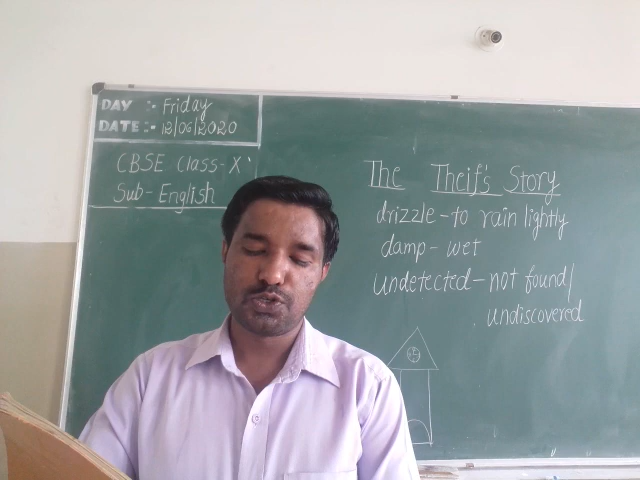 DAY :- Friday
DATE:- 12/06/2020
CBSE Class-X'
Sub- English
The Theif's Story
drizzle-to rain lightly
damp- wet
undetected-not found/
undiscovered